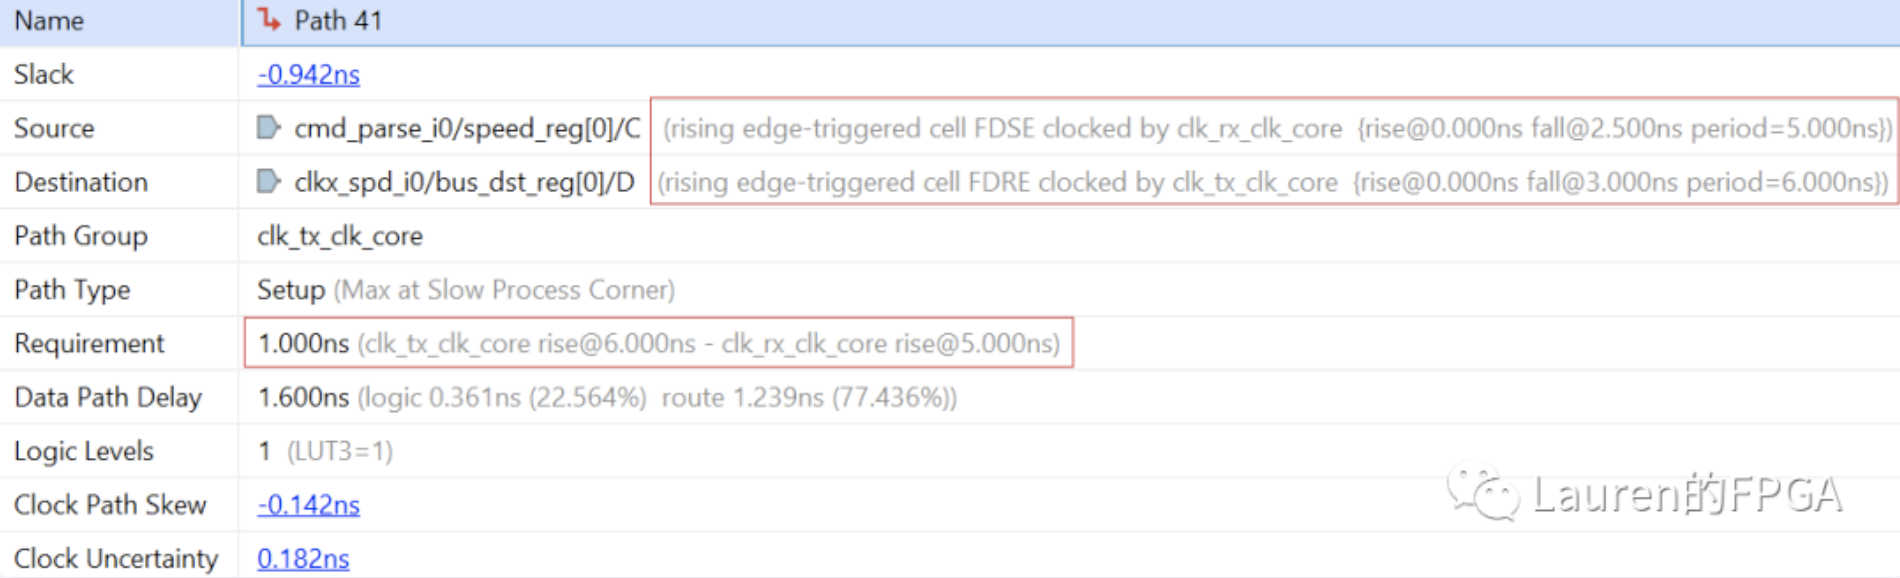 Name Path 41
Slack -0.942ns
Source cmd_parse_i0/speed_reg[0]/C (rising edge-triggered cell FDSE clocked by clk_rx_clk_core {rise@0.000ns fall@2.500ns period=5.000ns})
Destination clkx_spd_i0/bus_dst_reg[0]/D (rising edge-triggered cell FDRE clocked by clk_tx_clk_core {rise@0.000ns fall@3.000ns period=6.000ns})
Path Group clk_tx_clk_core
Path Type Setup (Max at Slow Process Corner)
Requirement 1.000ns (clk_tx_clk_core rise@6.000ns - clk_rx_clk_core rise@5.000ns)
Data Path Delay 1.600ns (logic 0.361ns (22.564%) route 1.239ns (77.436%))
Logic Levels 1 (LUT3=1)
Clock Path Skew -0.142ns
Lauren的FPGA
Clock Uncertainty 0.182ns